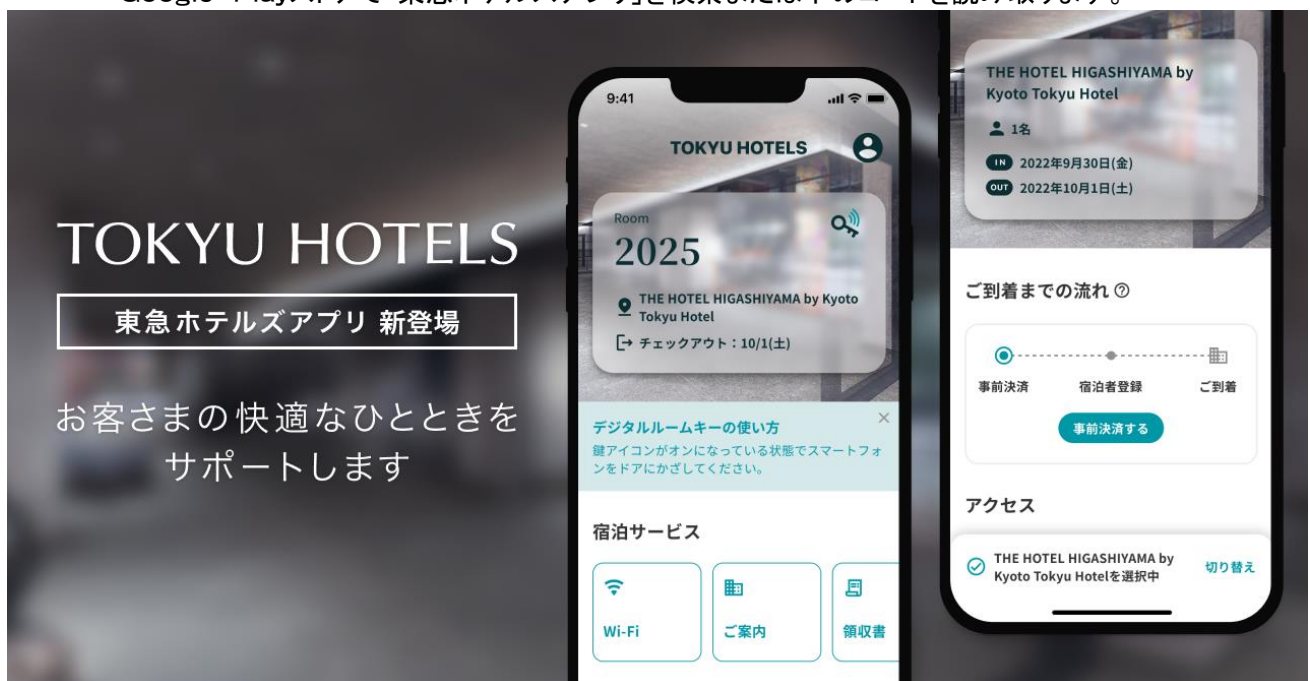 TOKYU HOTELS
東急ホテルズアプリ 新登場
お客さまの快適なひとときを
サポートします
9:41
TOKYU HOTELS
Room
2025
THE HOTEL HIGASHIYAMA by Kyoto
Tokyu Hotel
チェックアウト：10/1(土)
デジタルルームキーの使い方
鍵アイコンがオンになっている状態でスマートフォ
ンをドアにかざしてください。
宿泊サービス
Wi-Fi
ご案内
領収書
THE HOTEL HIGASHIYAMA by
Kyoto Tokyu Hotel
1名
IN 2022年9月30日(金)
OUT 2022年10月1日(土)
ご到着までの流れ
事前決済 宿泊者登録 ご到着
事前決済する
アクセス
THE HOTEL HIGASHIYAMA by
Kyoto Tokyu Hotelを選択中
切り替え